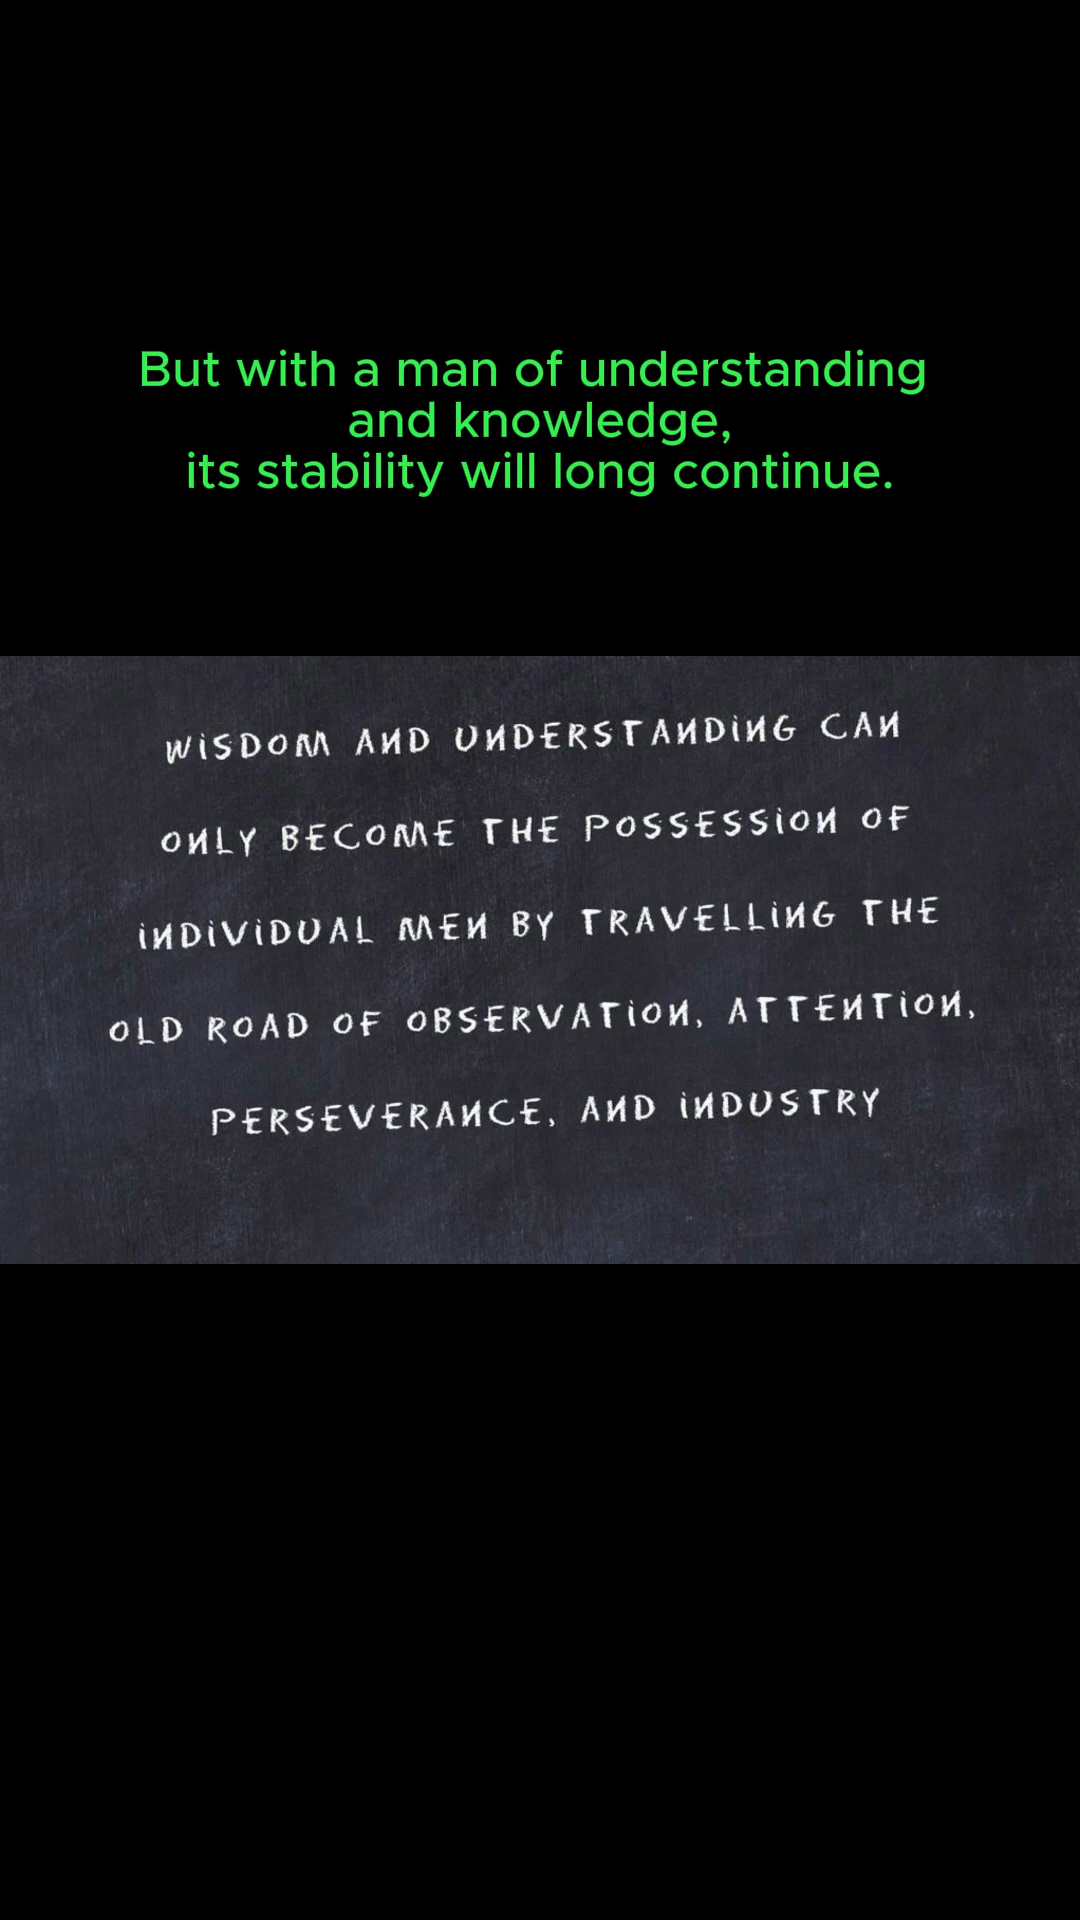 But with a man of understanding
and knowledge,
its stability will long continue.
WiSDOM AND UNDERSTANDiNG CAN
ONLY BECOME THE POSSESSiON OF
iNDiViDUAL MEN BY TRAVELLiNG THE
OLD ROAD OF OBSERVATiON, ATTENTiON,
PERSEVERANCE, AND iNDUSTRY